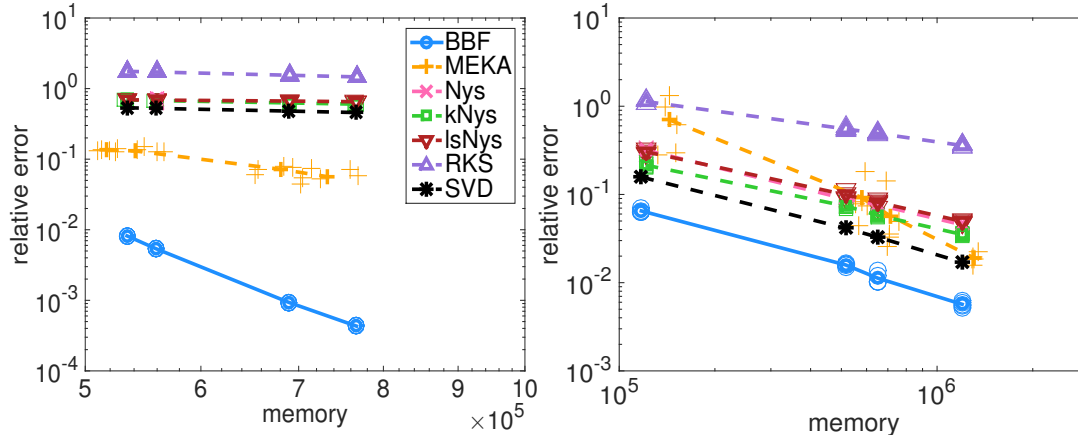 10^1
10^0
10^-1
10^-2
10^-3
10^-4
relative error
5
6
7
8
9
10
memory
×10^5
BBF
MEKA
Nys
kNys
lsNys
RKS
SVD
10^1
10^0
10^-1
10^-2
10^-3
relative error
10^5
10^6
memory